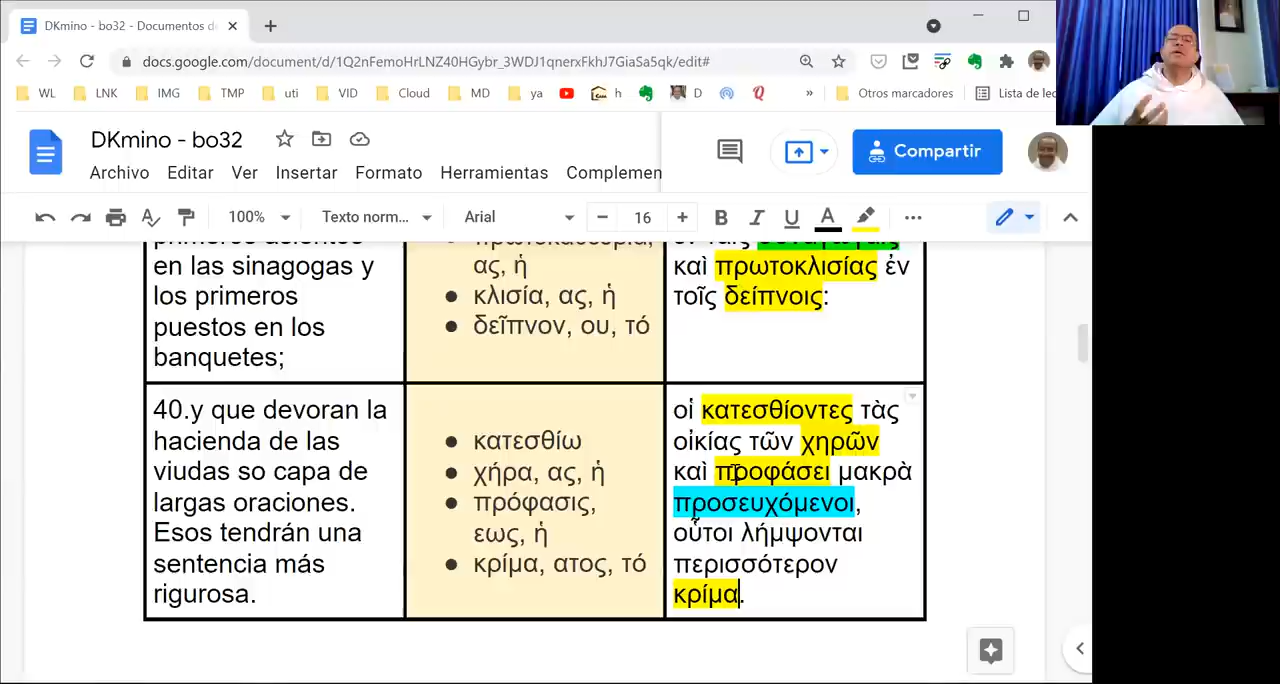 DKmino - bo32 - Documentos de
docs.google.com/document/d/1Q2nFemoHrLNZ40HGybr_3WDJ1qnerxFkhJ7GiaSa5qk/edit#
WL LNK IMG TMP uti VID Cloud MD ya h D » Otros marcadores Lista de lec
DKmino - bo32
Compartir
Archivo Editar Ver Insertar Formato Herramientas Complemen
100% Texto norm... Arial 16
en las sinagogas y
los primeros
puestos en los
banquetes;
ας, ἡ
κλισία, ας, ἡ
δεῖπνον, ου, τό
καὶ πρωτοκλισίας ἐν
τοῖς δείπνοις:
40.y que devoran la
hacienda de las
viudas so capa de
largas oraciones.
Esos tendrán una
sentencia más
rigurosa.
κατεσθίω
χήρα, ας, ἡ
πρόφασις,
εως, ἡ
κρίμα, ατος, τό
οἱ κατεσθίοντες τὰς
οἰκίας τῶν χηρῶν
καὶ προφάσει μακρὰ
προσευχόμενοι,
οὗτοι λήμψονται
περισσότερον
κρίμα.